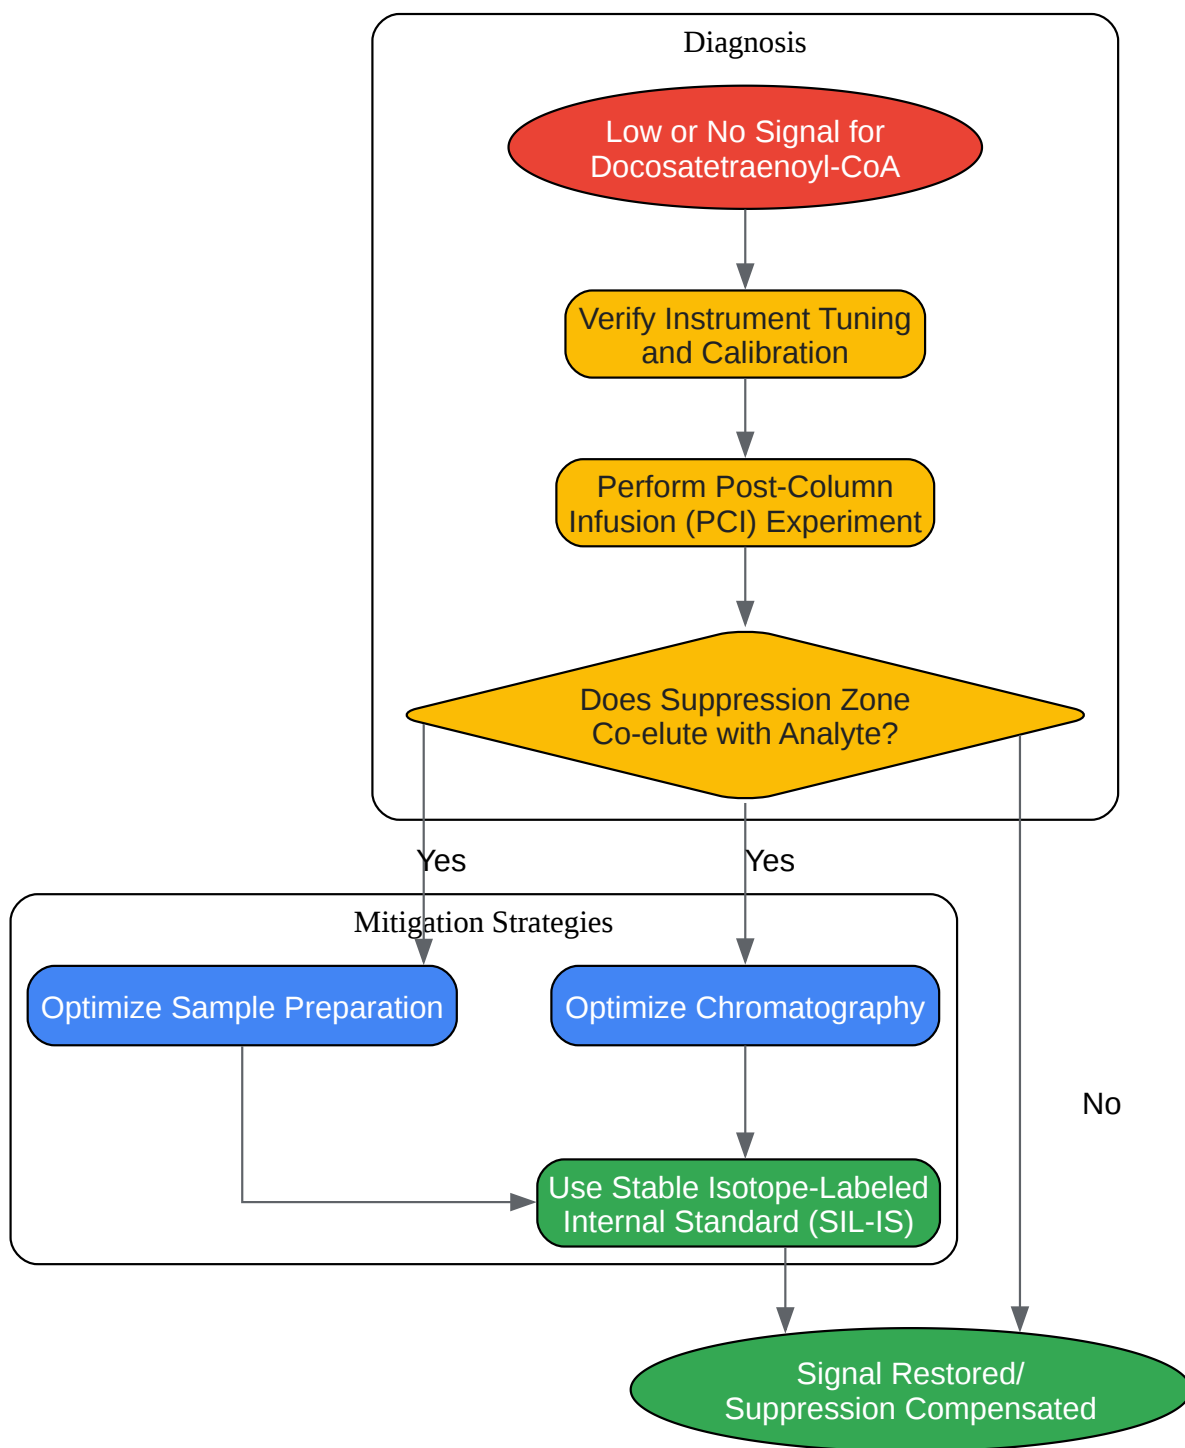 Diagnosis
Low or No Signal for
Docosatetraenoyl-CoA
Verify Instrument Tuning
and Calibration
Perform Post-Column
Infusion (PCI) Experiment
Does Suppression Zone
Co-elute with Analyte?
Yes
Yes
Mitigation Strategies
Optimize Sample Preparation
Optimize Chromatography
No
Use Stable Isotope-Labeled
Internal Standard (SIL-IS)
Signal Restored/
Suppression Compensated